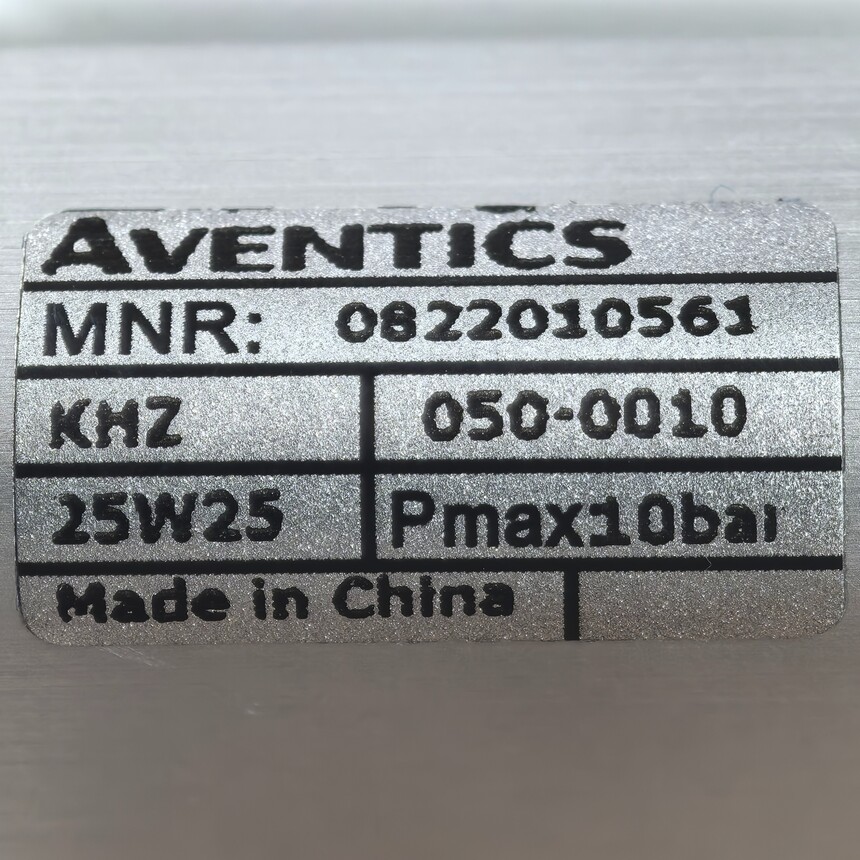 AVENTICS
MNR: 0822010561
KHZ 050-0010
25W25 Pmax10bar
Made in China